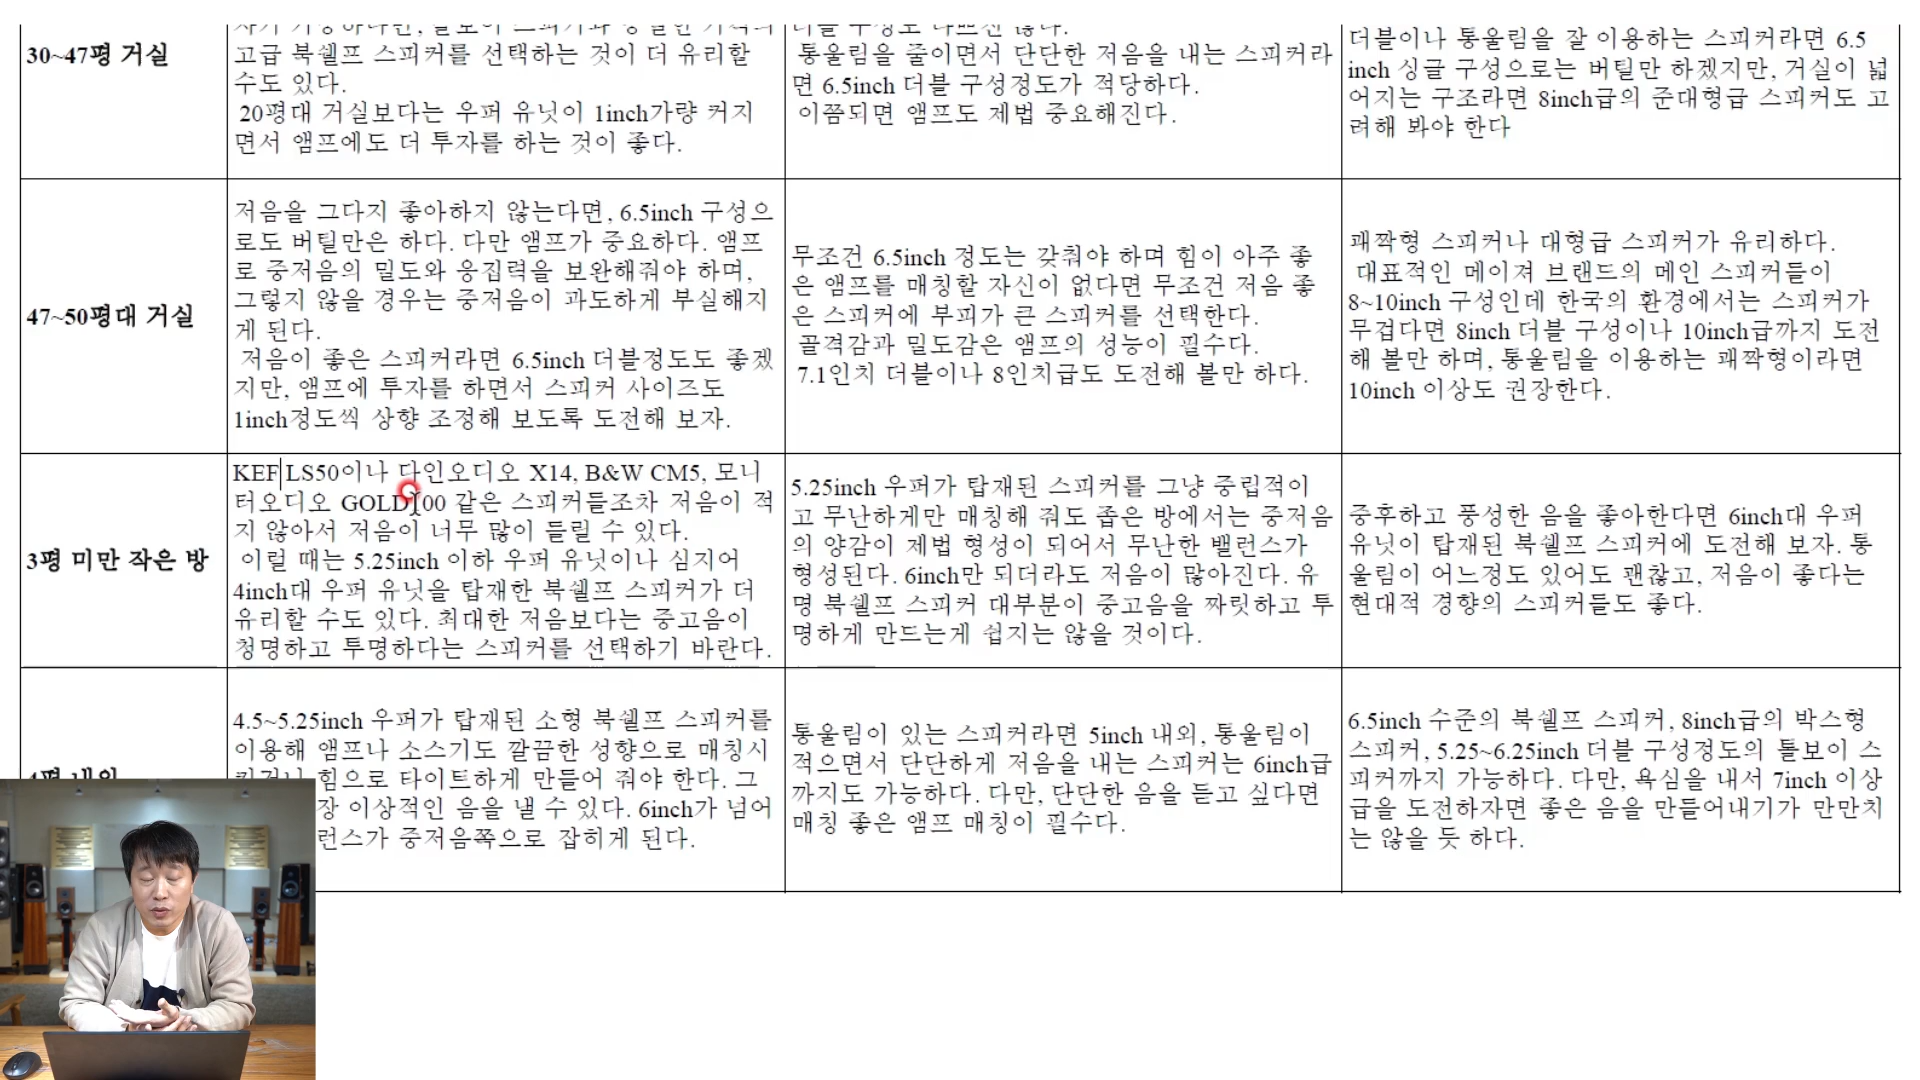 30~47평 거실
고급 북쉘프 스피커를 선택하는 것이 더 유리할
수도 있다.
20평대 거실보다는 우퍼 유닛이 1inch가량 커지
면서 앰프에도 더 투자를 하는 것이 좋다.
통울림을 줄이면서 단단한 저음을 내는 스피커라
면 6.5inch 더블 구성정도가 적당하다.
이쯤되면 앰프도 제법 중요해진다.
더블이나 통울림을 잘 이용하는 스피커라면 6.5
inch 싱글 구성으로는 버틸만 하겠지만, 거실이 넓
어지는 구조라면 8inch급의 준대형급 스피커도 고
려해 봐야 한다
47~50평대 거실
저음을 그다지 좋아하지 않는다면, 6.5inch 구성으
로도 버틸만은 하다. 다만 앰프가 중요하다. 앰프
로 중저음의 밀도와 응집력을 보완해줘야 하며,
그렇지 않을 경우는 중저음이 과도하게 부실해지
게 된다.
저음이 좋은 스피커라면 6.5inch 더블정도도 좋겠
지만, 앰프에 투자를 하면서 스피커 사이즈도
1inch정도씩 상향 조정해 보도록 도전해 보자.
무조건 6.5inch 정도는 갖춰야 하며 힘이 아주 좋
은 앰프를 매칭할 자신이 없다면 무조건 저음 좋
은 스피커에 부피가 큰 스피커를 선택한다.
골격감과 밀도감은 앰프의 성능이 필수다.
7.1인치 더블이나 8인치급도 도전해 볼만 하다.
괘짝형 스피커나 대형급 스피커가 유리하다.
대표적인 메이져 브랜드의 메인 스피커들이
8~10inch 구성인데 한국의 환경에서는 스피커가
무겁다면 8inch 더블 구성이나 10inch급까지 도전
해 볼만 하며, 통울림을 이용하는 괘짝형이라면
10inch 이상도 권장한다.
3평 미만 작은 방
KEF LS50이나 다인오디오 X14, B&W CM5, 모니
터오디오 GOLD100 같은 스피커들조차 저음이 적
지 않아서 저음이 너무 많이 들릴 수 있다.
이럴 때는 5.25inch 이하 우퍼 유닛이나 심지어
4inch대 우퍼 유닛을 탑재한 북쉘프 스피커가 더
유리할 수도 있다. 최대한 저음보다는 중고음이
청명하고 투명하다는 스피커를 선택하기 바란다.
5.25inch 우퍼가 탑재된 스피커를 그냥 중립적이
고 무난하게만 매칭해 줘도 좁은 방에서는 중저음
의 양감이 제법 형성이 되어서 무난한 밸런스가
형성된다. 6inch만 되더라도 저음이 많아진다. 유
명 북쉘프 스피커 대부분이 중고음을 짜릿하고 투
명하게 만드는게 쉽지는 않을 것이다.
중후하고 풍성한 음을 좋아한다면 6inch대 우퍼
유닛이 탑재된 북쉘프 스피커에 도전해 보자. 통
울림이 어느정도 있어도 괜찮고, 저음이 좋다는
현대적 경향의 스피커들도 좋다.
4.5~5.25inch 우퍼가 탑재된 소형 북쉘프 스피커를
이용해 앰프나 소스기도 깔끔한 성향으로 매칭시
힘으로 타이트하게 만들어 줘야 한다. 그
장 이상적인 음을 낼 수 있다. 6inch가 넘어
런스가 중저음쪽으로 잡히게 된다.
통울림이 있는 스피커라면 5inch 내외, 통울림이
적으면서 단단하게 저음을 내는 스피커는 6inch급
까지도 가능하다. 다만, 단단한 음을 듣고 싶다면
매칭 좋은 앰프 매칭이 필수다.
6.5inch 수준의 북쉘프 스피커, 8inch급의 박스형
스피커, 5.25~6.25inch 더블 구성정도의 톨보이 스
피커까지 가능하다. 다만, 욕심을 내서 7inch 이상
급을 도전하자면 좋은 음을 만들어내기가 만만치
는 않을 듯 하다.